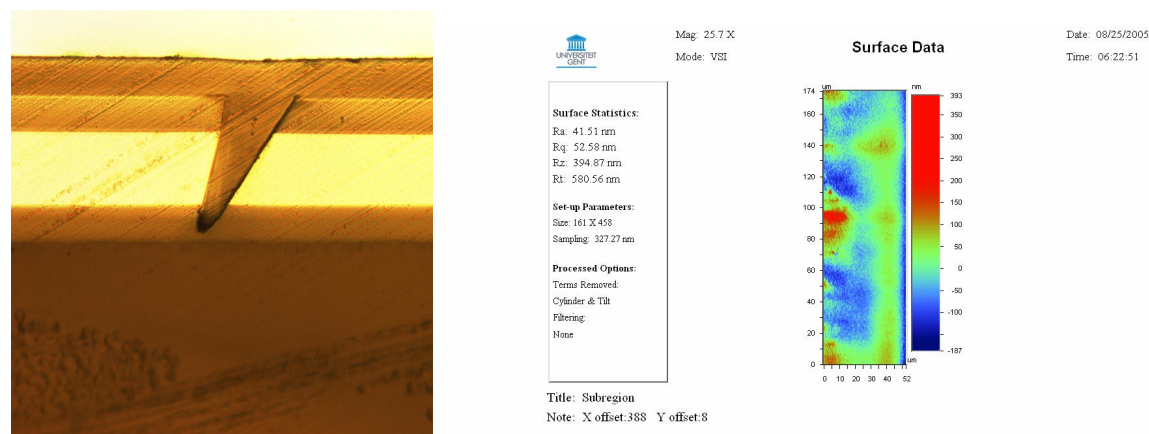 UNIVERSITEIT
GENT
Mag: 25.7 X
Mode: VSI
Surface Data
Date: 08/25/2005
Time: 06:22:51
Surface Statistics:
Ra: 41.51 nm
Rq: 52.58 nm
Rz: 394.87 nm
Rt: 580.56 nm
Set-up Parameters:
Size: 161 X 458
Sampling: 327.27 nm
Processed Options:
Terms Removed:
Cylinder & Tilt
Filtering:
None
um
174
160
140
120
100
80
60
40
20
0
0 10 20 30 40 52
um
nm
393
350
300
250
200
150
100
50
0
-50
-100
-187
Title: Subregion
Note: X offset:388 Y offset:8